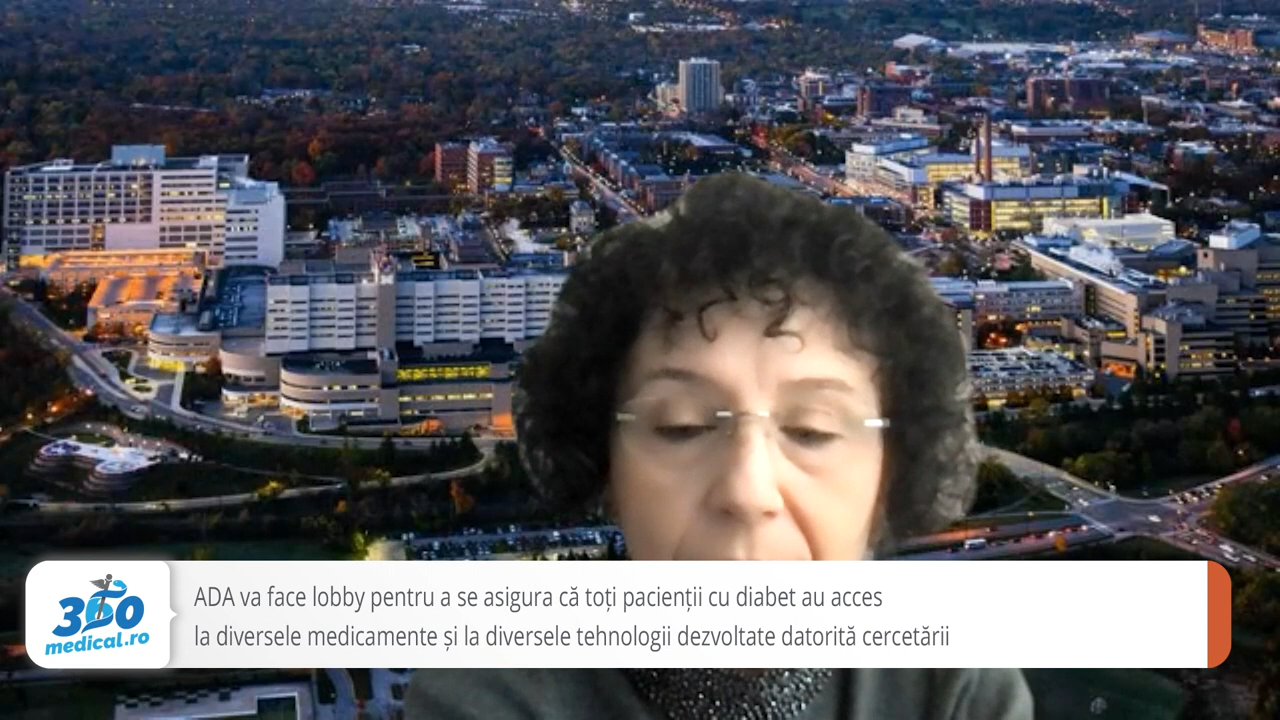 360
medical.ro
ADA va face lobby pentru a se asigura că toți pacienții cu diabet au acces
la diversele medicamente și la diversele tehnologii dezvoltate datorită cercetării